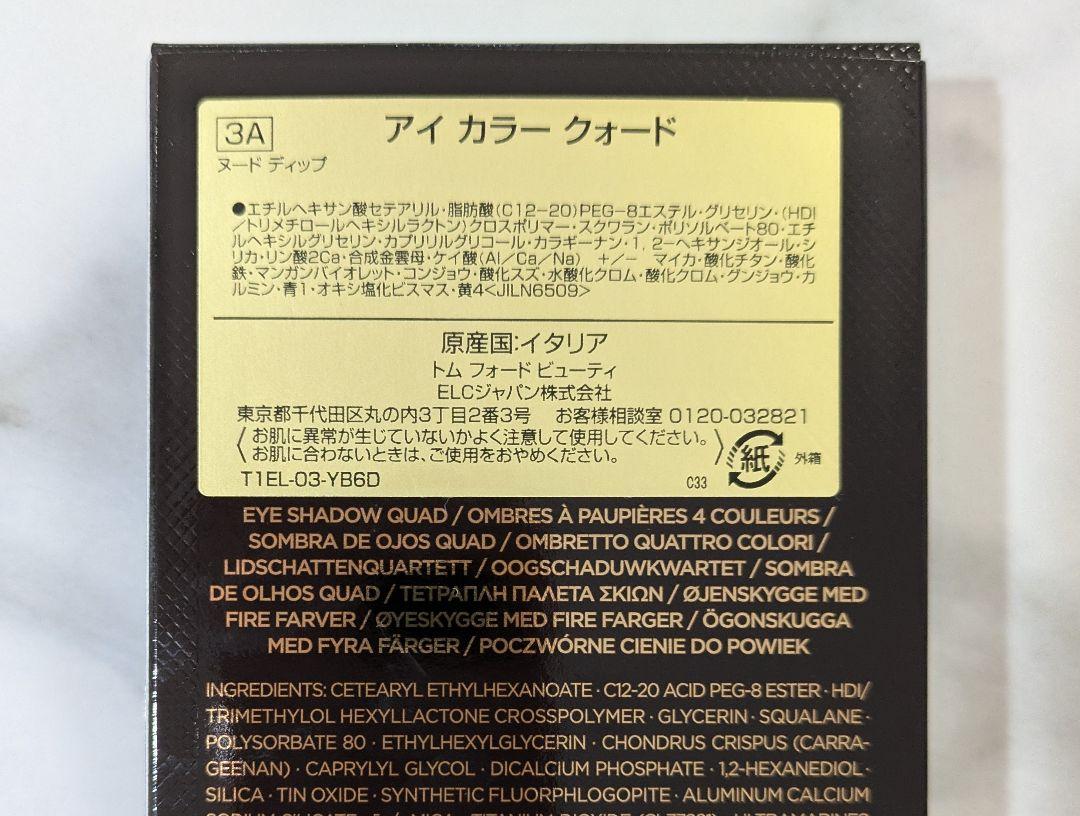 3A
アイ カラー クォード
ヌード ディップ
●エチルヘキサン酸セテアリル・脂肪酸(C12-20)PEG-8エステル・グリセリン・(HDI
/トリメチロールヘキシルラクトン)クロスポリマー・スクワラン・ポリソルベート80・エチ
ルヘキシルグリセリン・カプリリルグリコール・カラギーナン・1, 2-ヘキサンジオール・シ
リカ・リン酸2Ca・合成金雲母・ケイ酸(Al/Ca/Na) +/- マイカ・酸化チタン・酸化
鉄・マンガンバイオレット・コンジョウ・酸化スズ・水酸化クロム・酸化クロム・グンジョウ・カ
ルミン・青1・オキシ塩化ビスマス・黄4<JILN6509>
原産国:イタリア
トム フォード ビューティ
ELCジャパン株式会社
東京都千代田区丸の内3丁目2番3号 お客様相談室 0120-032821
お肌に異常が生じていないかよく注意して使用してください。
お肌に合わないときは、ご使用をおやめください。
紙 外箱
T1EL-03-YB6D C33
EYE SHADOW QUAD / OMBRES À PAUPIÈRES 4 COULEURS /
SOMBRA DE OJOS QUAD / OMBRETTO QUATTRO COLORI /
LIDSCHATTENQUARTETT / OOGSCHADUWKWARTET / SOMBRA
DE OLHOS QUAD / ΤΕΤΡΑΠΛΗ ΠΑΛΕΤΑ ΣΚΙΩΝ / ØJENSKYGGE MED
FIRE FARVER / ØYESKYGGE MED FIRE FARGER / ÖGONSKUGGA
MED FYRA FÄRGER / POCZWÓRNE CIENIE DO POWIEK
INGREDIENTS: CETEARYL ETHYLHEXANOATE · C12-20 ACID PEG-8 ESTER · HDI/
TRIMETHYLOL HEXYLLACTONE CROSSPOLYMER · GLYCERIN · SQUALANE ·
POLYSORBATE 80 · ETHYLHEXYLGLYCERIN · CHONDRUS CRISPUS (CARRA-
GEENAN) · CAPRYLYL GLYCOL · DICALCIUM PHOSPHATE · 1,2-HEXANEDIOL ·
SILICA · TIN OXIDE · SYNTHETIC FLUORPHLOGOPITE · ALUMINUM CALCIUM